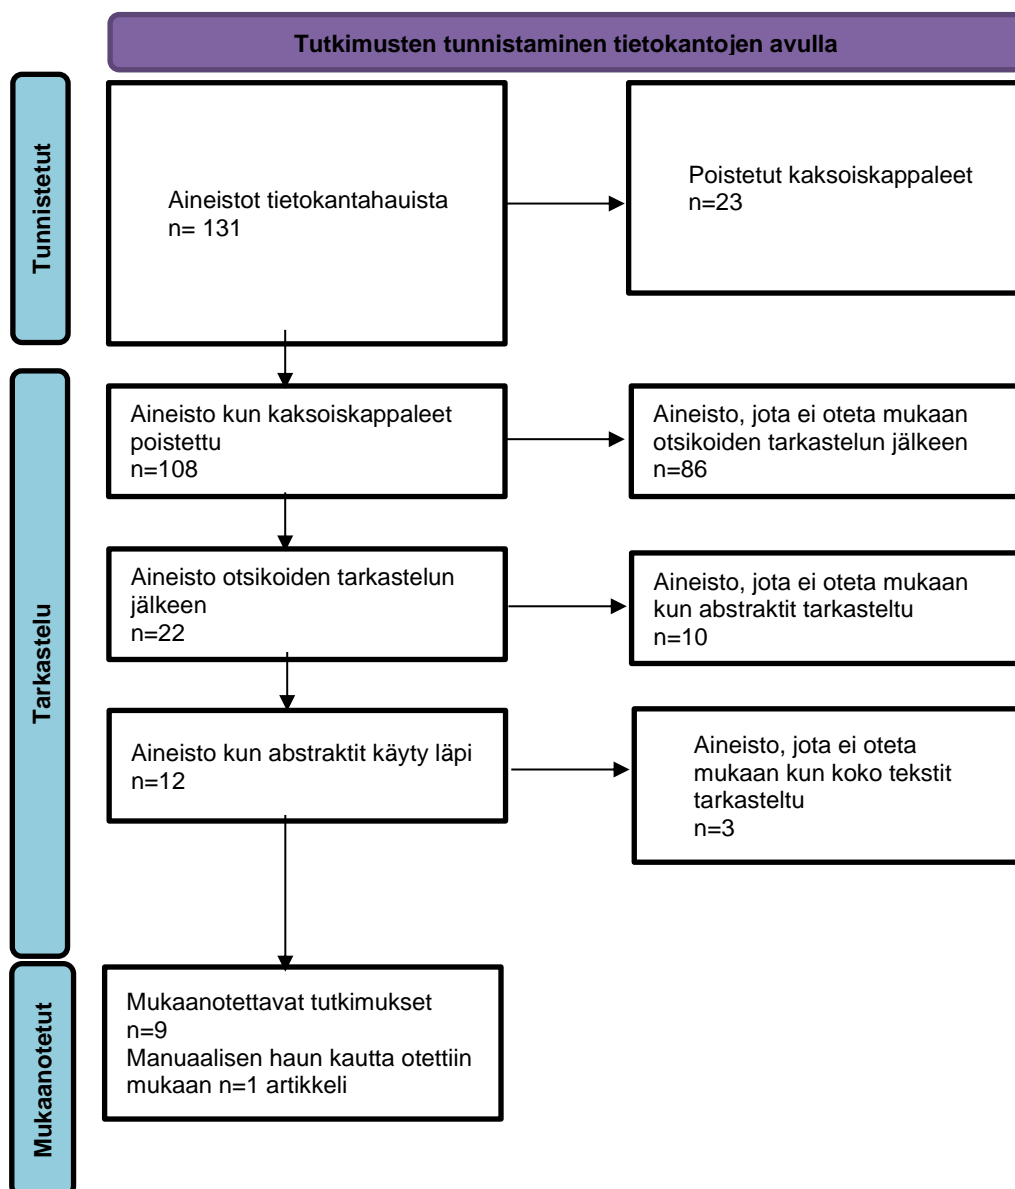 Tutkimusten tunnistaminen tietokantojen avulla
Tunnistetut
Aineistot tietokantahauista
n= 131
Poistetut kaksoiskappaleet
n=23
Tarkastelu
Aineisto kun kaksoiskappaleet
poistettu
n=108
Aineisto, jota ei oteta mukaan
otsikoiden tarkastelun jälkeen
n=86
Aineisto otsikoiden tarkastelun
jälkeen
n=22
Aineisto, jota ei oteta mukaan
kun abstraktit tarkasteltu
n=10
Aineisto kun abstraktit käyty läpi
n=12
Aineisto, jota ei oteta
mukaan kun koko tekstit
tarkasteltu
n=3
Mukaanotetut
Mukaanotettavat tutkimukset
n=9
Manuaalisen haun kautta otettiin
mukaan n=1 artikkeli